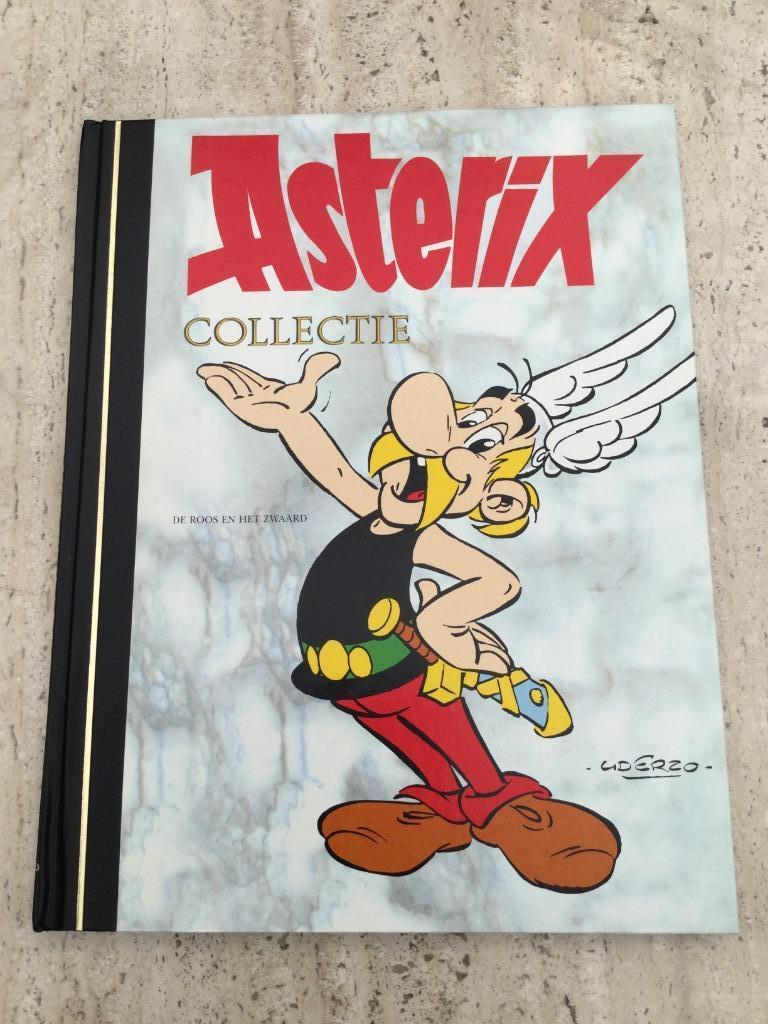 Asterix
COLLECTIE
DE ROOS EN HET ZWAARD
- UDERZO -